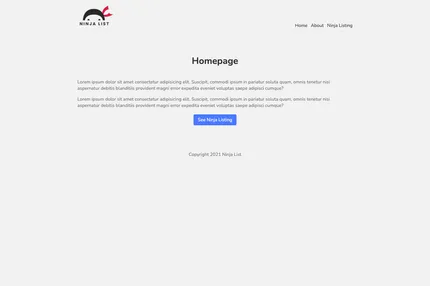 NINJA LIST
Home About Ninja Listing
Homepage
Lorem ipsum dolor sit amet consectetur adipisicing elit. Suscipit, commodi ipsum in pariatur soluta quam, omnis tenetur nisi
aspernatur debitis blanditiis provident magni error expedita eveniet voluptas saepe adipisci cumque?
Lorem ipsum dolor sit amet consectetur adipisicing elit. Suscipit, commodi ipsum in pariatur soluta quam, omnis tenetur nisi
aspernatur debitis blanditiis provident magni error expedita eveniet voluptas saepe adipisci cumque?
See Ninja Listing
Copyright 2021 Ninja List